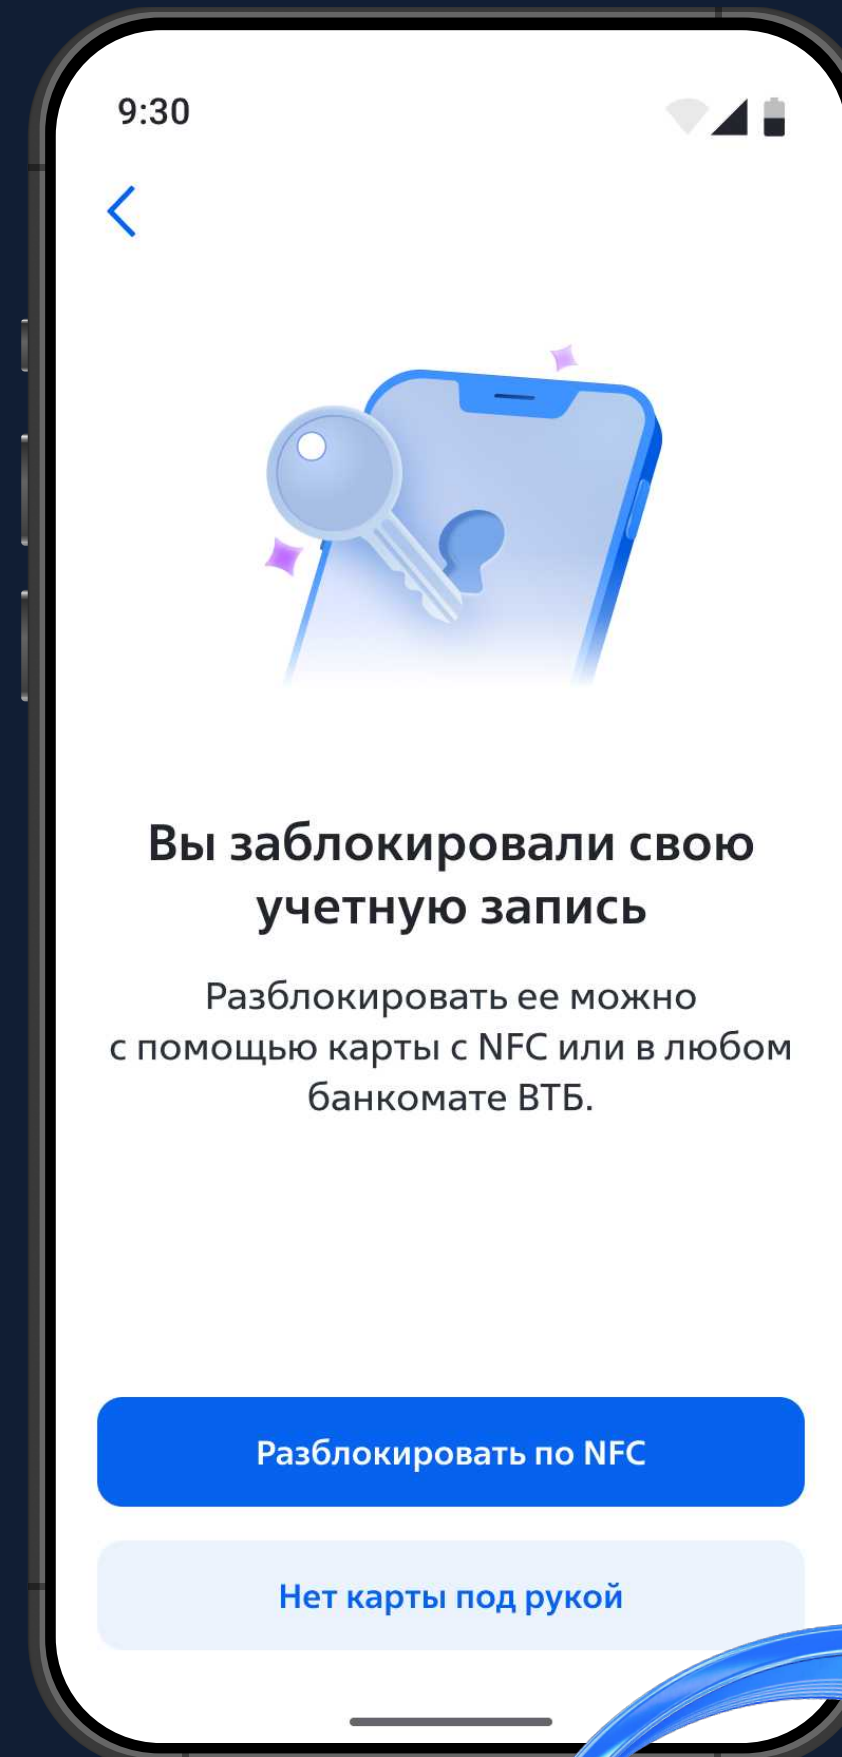 9:30
Вы заблокировали свою
учетную запись
Разблокировать ее можно
с помощью карты с NFC или в любом
банкомате ВТБ.
Разблокировать по NFC
Нет карты под рукой